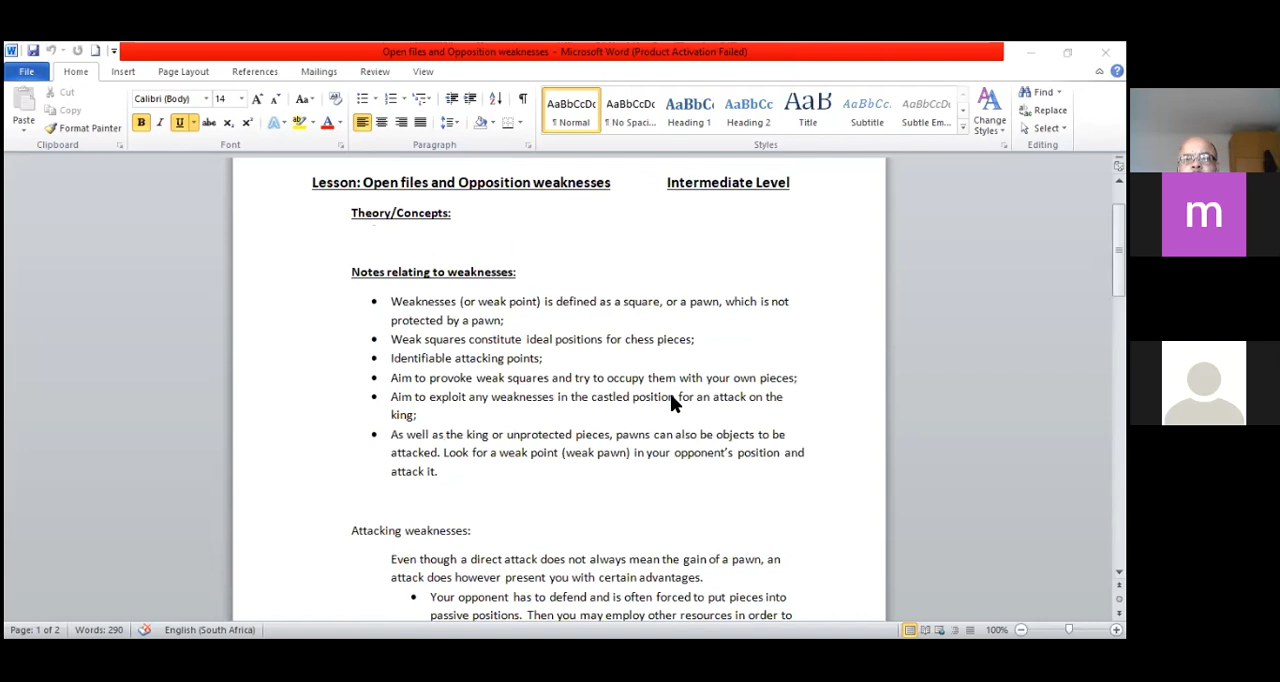 Open files and Opposition weaknesses - Microsoft Word (Product Activation Failed)
File Home Insert Page Layout References Mailings Review View
Cut
Copy
Paste
Format Painter
Clipboard
Calibri (Body) 14
B I U abc
Font
Paragraph
AaBbCcDc AaBbCcDc AaBbC AaBbCc AaB AaBbCc. AaBbCcDc
¶ Normal ¶ No Spaci... Heading 1 Heading 2 Title Subtitle Subtle Em...
Styles
Change
Styles
Find
Replace
Select
Editing
Lesson: Open files and Opposition weaknesses Intermediate Level
Theory/Concepts:
Notes relating to weaknesses:
• Weaknesses (or weak point) is defined as a square, or a pawn, which is not
protected by a pawn;
• Weak squares constitute ideal positions for chess pieces;
• Identifiable attacking points;
• Aim to provoke weak squares and try to occupy them with your own pieces;
• Aim to exploit any weaknesses in the castled position for an attack on the
king;
• As well as the king or unprotected pieces, pawns can also be objects to be
attacked. Look for a weak point (weak pawn) in your opponent's position and
attack it.
Attacking weaknesses:
Even though a direct attack does not always mean the gain of a pawn, an
attack does however present you with certain advantages.
• Your opponent has to defend and is often forced to put pieces into
passive positions. Then you may employ other resources in order to
Page: 1 of 2 Words: 290 English (South Africa) 100%
m